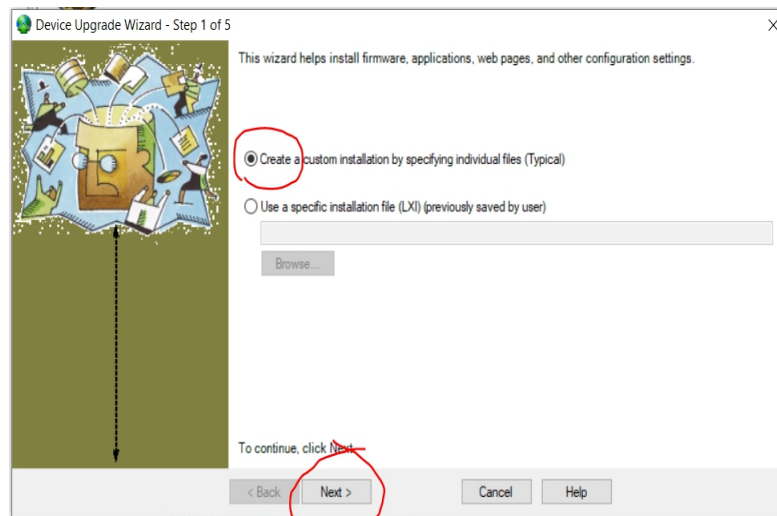 Device Upgrade Wizard - Step 1 of 5
This wizard helps install firmware, applications, web pages, and other configuration settings.
Create a custom installation by specifying individual files (Typical)
Use a specific installation file (LXI) (previously saved by user)
Browse...
To continue, click Next.
< Back
Next >
Cancel
Help